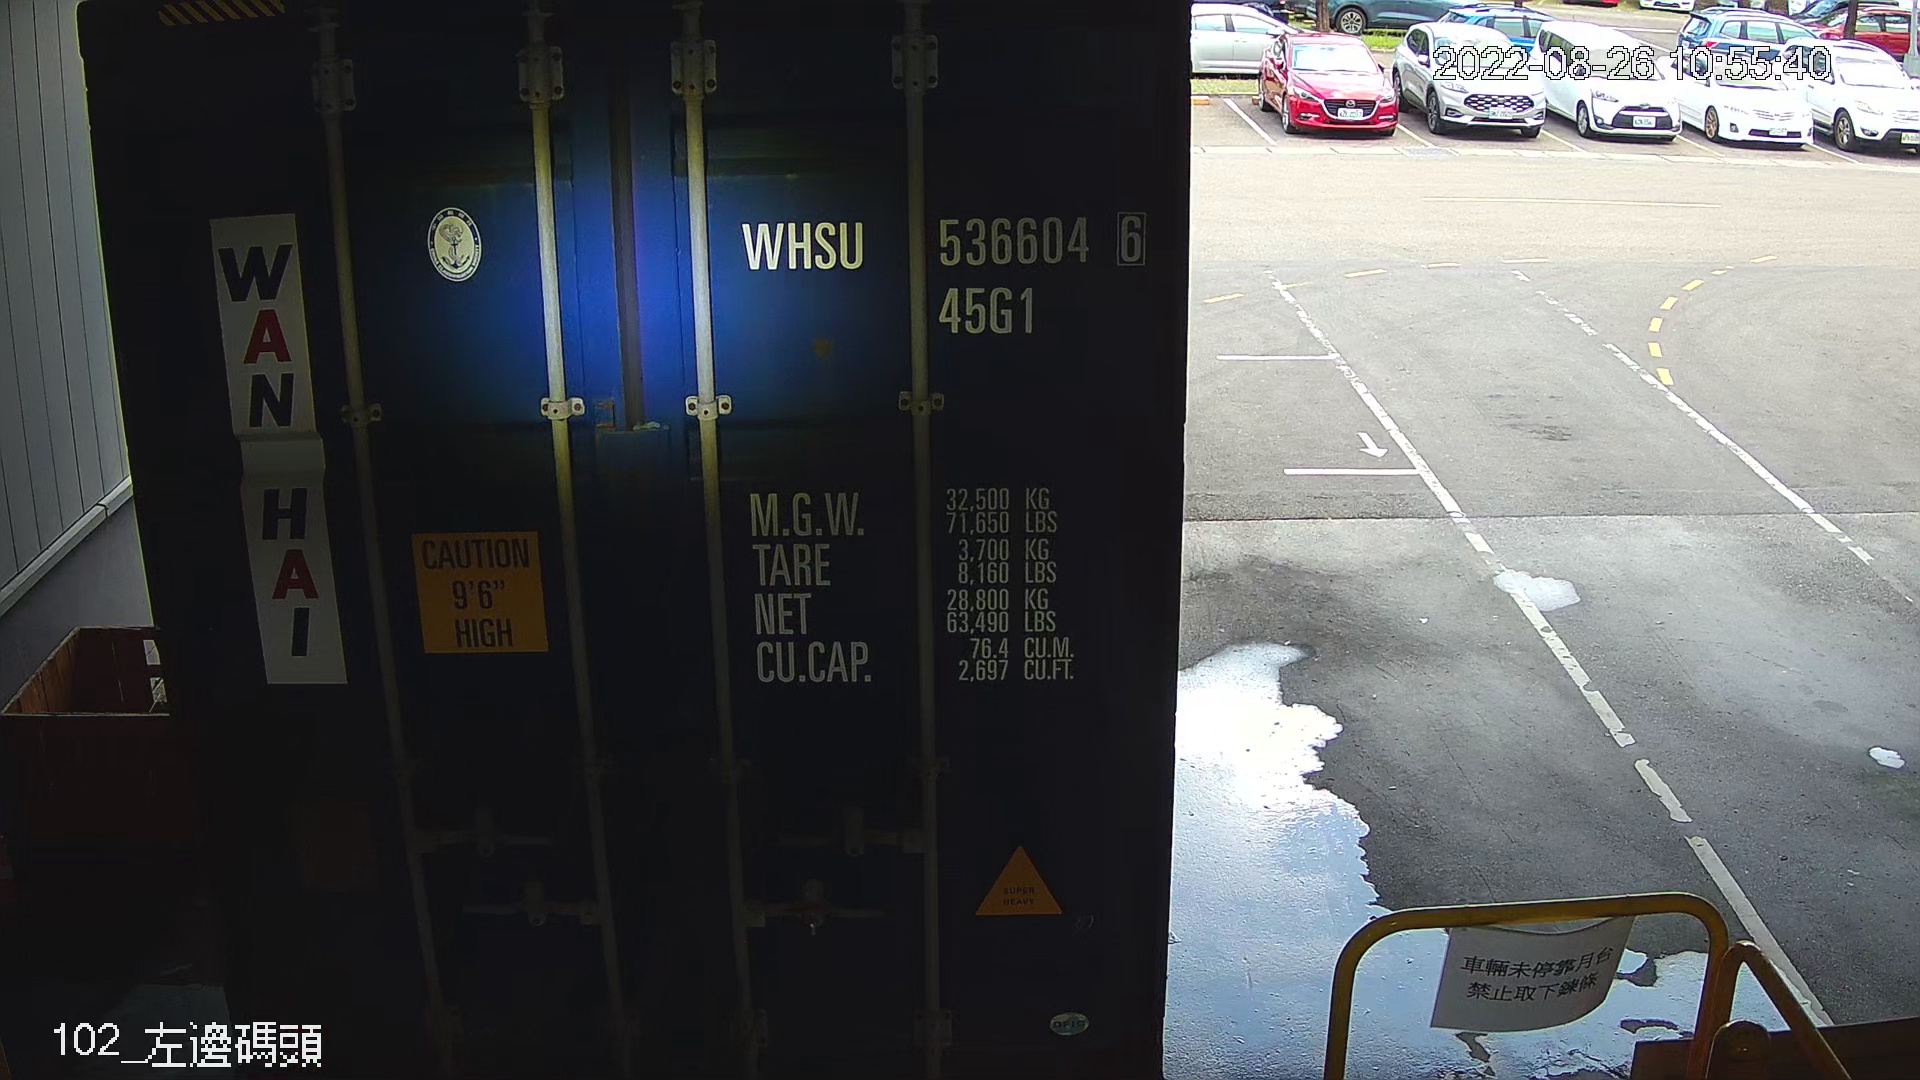 2022-08-26 10:55:40
WAN HAI
WHSU 536604 6
45G1
M.G.W. 32,500 KG
71,650 LBS
TARE 3,700 KG
8,160 LBS
NET 28,800 KG
63,490 LBS
CU.CAP. 76.4 CU.M.
2,697 CU.FT.
CAUTION
9'6"
HIGH
SUPER
HEAVY
車輛未停靠月台
禁止取下鍊條
102_左邊碼頭